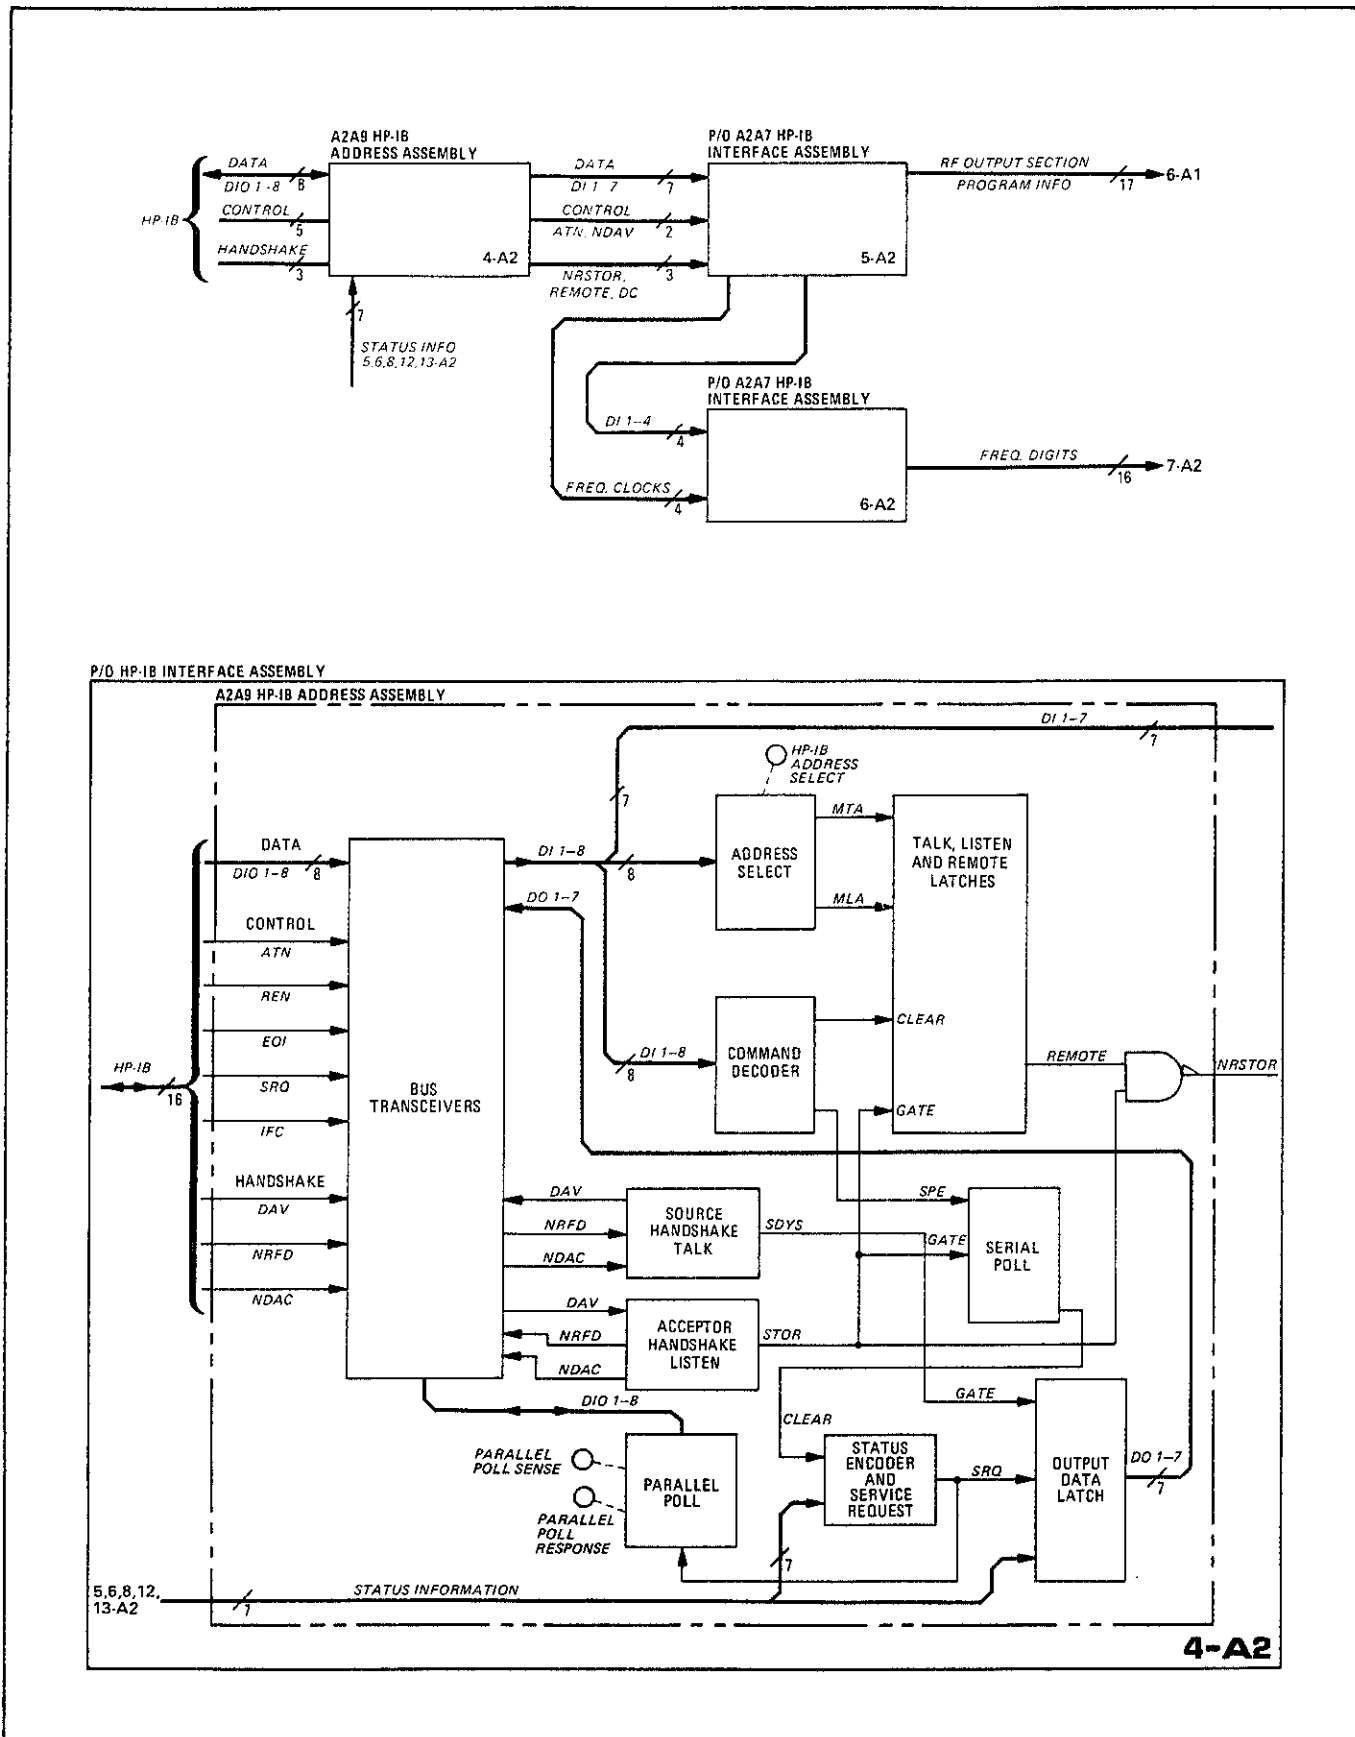 A2A9 HP-IB
ADDRESS ASSEMBLY
P/O A2A7 HP-IB
INTERFACE ASSEMBLY
HP-IB
DATA
DIO 1-8
8
CONTROL
5
HANDSHAKE
3
4-A2
DATA
DI 1-7
7
CONTROL
ATN, NDAV
2
NRSTOR,
REMOTE, DC
3
5-A2
RF OUTPUT SECTION
PROGRAM INFO
17
6-A1
7
STATUS INFO
5,6,8,12,13-A2
P/O A2A7 HP-IB
INTERFACE ASSEMBLY
DI 1-4
4
FREQ. CLOCKS
4
6-A2
FREQ. DIGITS
16
7-A2
P/O HP-IB INTERFACE ASSEMBLY
A2A9 HP-IB ADDRESS ASSEMBLY
DI 1-7
7
HP-IB
ADDRESS
SELECT
7
MTA
DATA
DIO 1-8
8
DI 1-8
8
ADDRESS
SELECT
TALK, LISTEN
AND REMOTE
LATCHES
DO 1-7
MLA
CONTROL
ATN
REN
EOI
SRQ
IFC
HP-IB
16
BUS
TRANSCEIVERS
DI 1-8
8
COMMAND
DECODER
CLEAR
GATE
REMOTE
NRSTOR
HANDSHAKE
DAV
NRFD
NDAC
DAV
NRFD
NDAC
SOURCE
HANDSHAKE
TALK
SDYS
SPE
GATE
SERIAL
POLL
DAV
NRFD
NDAC
ACCEPTOR
HANDSHAKE
LISTEN
STOR
DIO 1-8
GATE
CLEAR
PARALLEL
POLL SENSE
PARALLEL
POLL
RESPONSE
PARALLEL
POLL
STATUS
ENCODER
AND
SERVICE
REQUEST
SRQ
OUTPUT
DATA
LATCH
DO 1-7
7
7
5,6,8,12,
13-A2
7
STATUS INFORMATION
4-A2